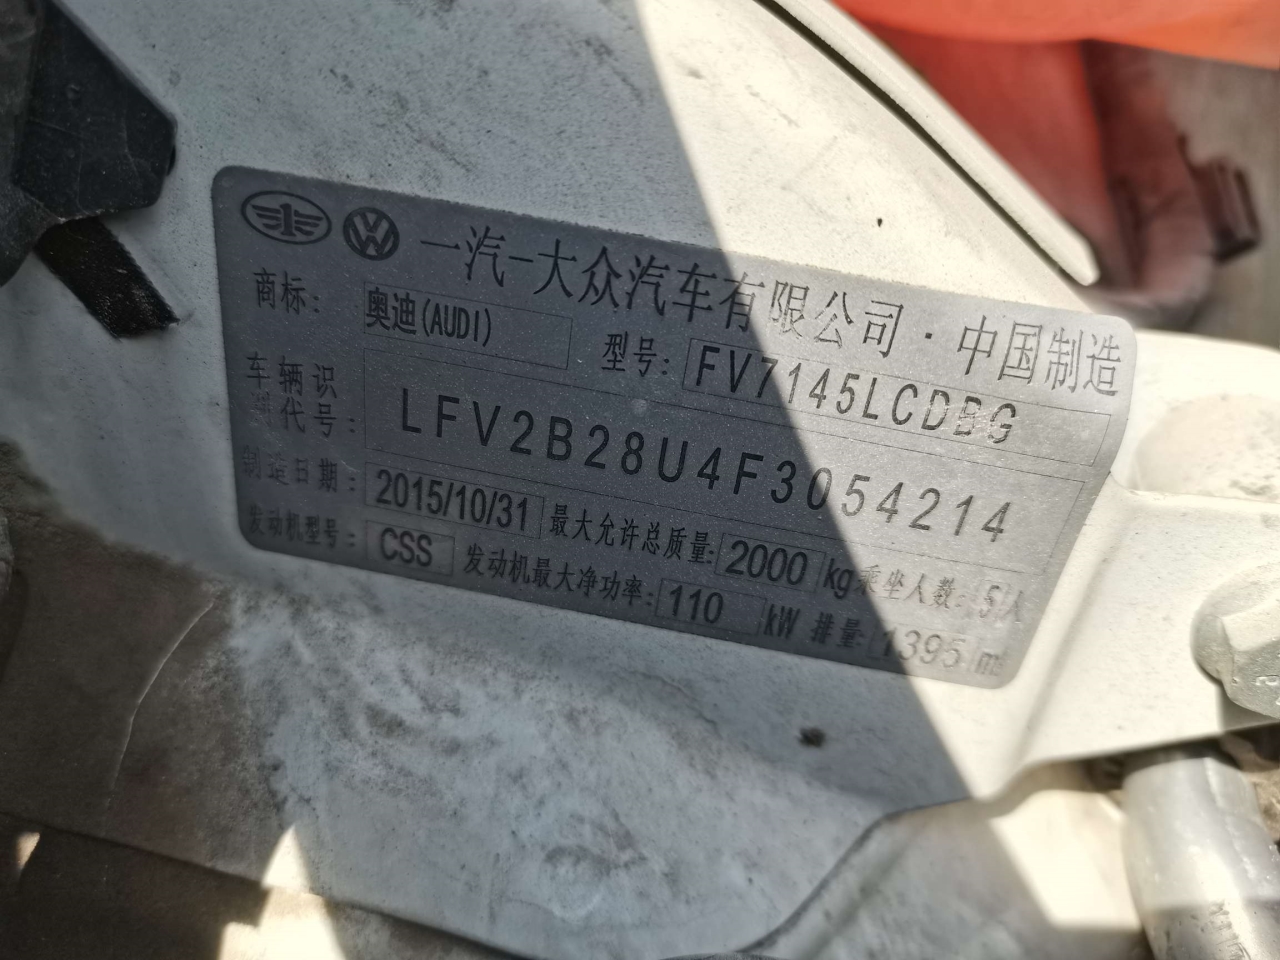 一汽-大众汽车有限公司·中国制造
商标: 奥迪(AUDI) 型号: FV7145LCDBG
车辆识
别代号: LFV2B28U4F3054214
制造日期: 2015/10/31 最大允许总质量: 2000 kg 乘坐人数: 5人
发动机型号: CSS 发动机最大净功率: 110 kW 排量: 1395 ml